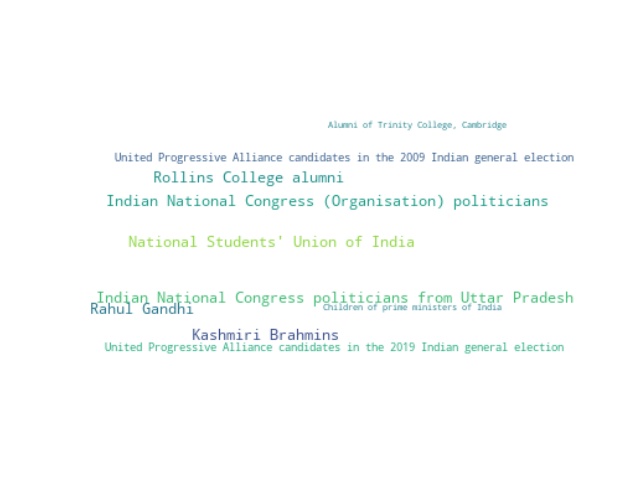 Alumni of Trinity College, Cambridge
United Progressive Alliance candidates in the 2009 Indian general election
Rollins College alumni
Indian National Congress (Organisation) politicians
National Students' Union of India
Indian National Congress politicians from Uttar Pradesh
Rahul Gandhi
Children of prime ministers of India
Kashmiri Brahmins
United Progressive Alliance candidates in the 2019 Indian general election